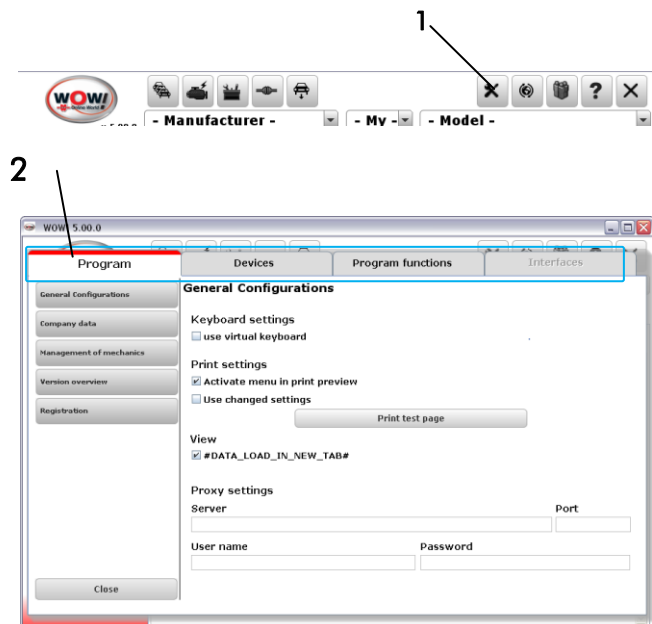 1
WOW!
Online World
? X
- Manufacturer - - My - - Model -
2
WOW! 5.00.0
Program Devices Program functions Interfaces
General Configurations
Company data
Management of mechanics
Version overview
Registration
Close
General Configurations
Keyboard settings
use virtual keyboard
Print settings
Activate menu in print preview
Use changed settings
Print test page
View
#DATA_LOAD_IN_NEW_TAB#
Proxy settings
Server Port
User name Password